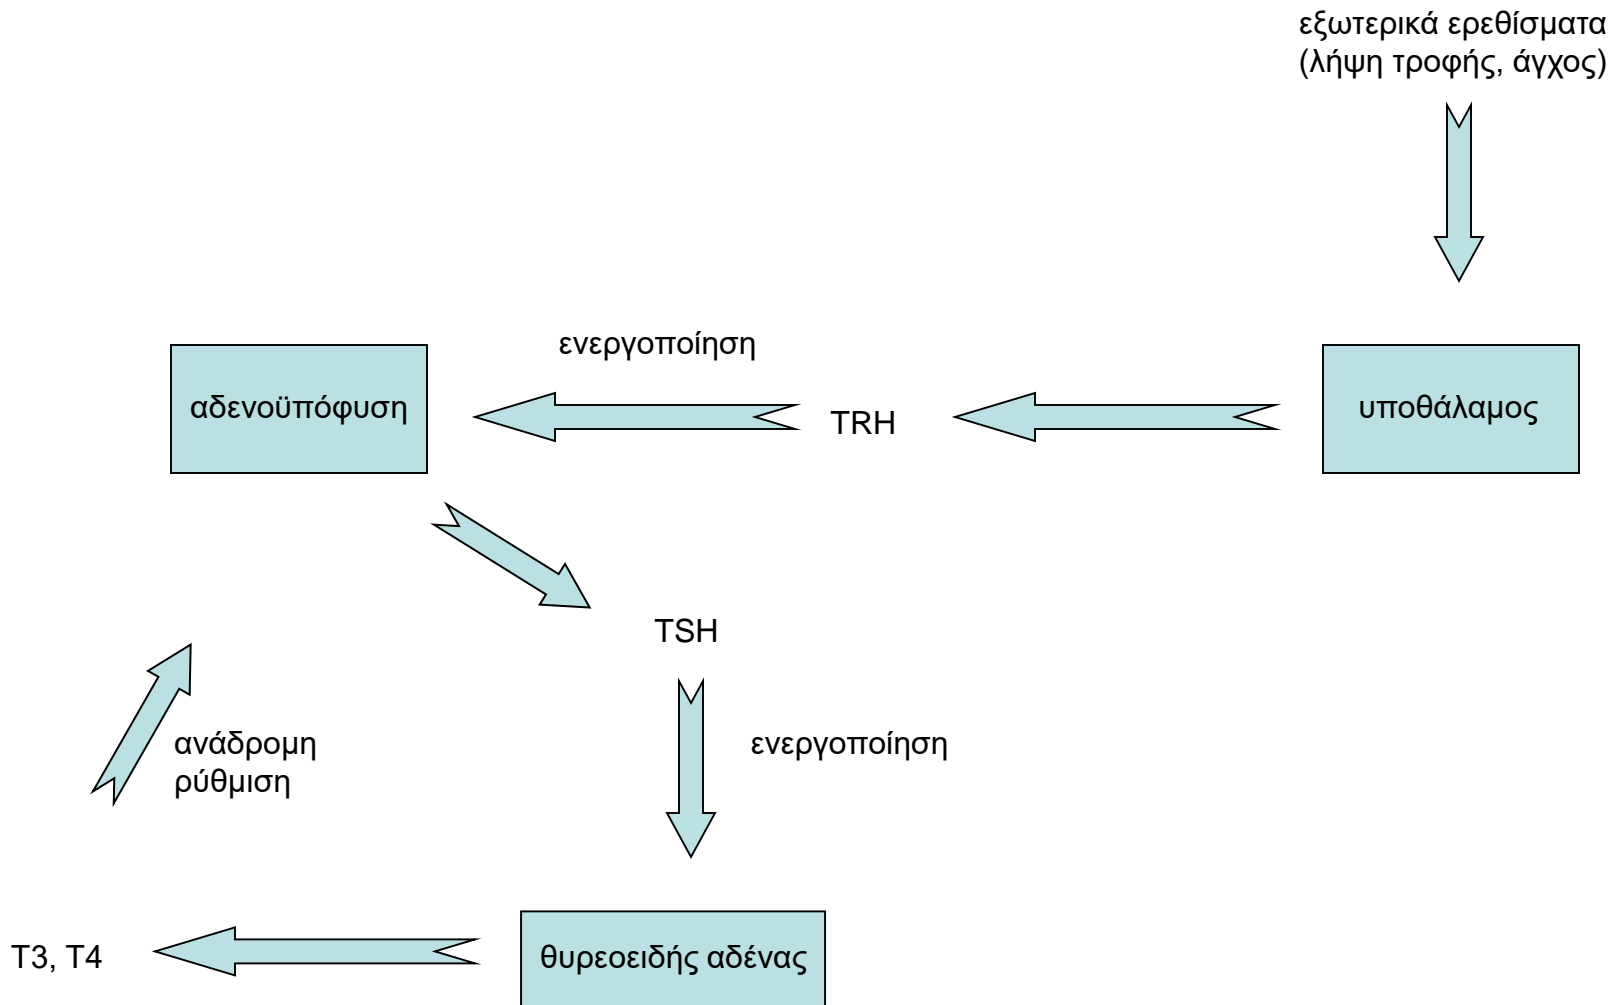 εξωτερικά ερεθίσματα
(λήψη τροφής, άγχος)
ενεργοποίηση
αδενοϋπόφυση
TRH
υποθάλαμος
TSH
ανάδρομη
ρύθμιση
ενεργοποίηση
T3, T4
θυρεοειδής αδένας